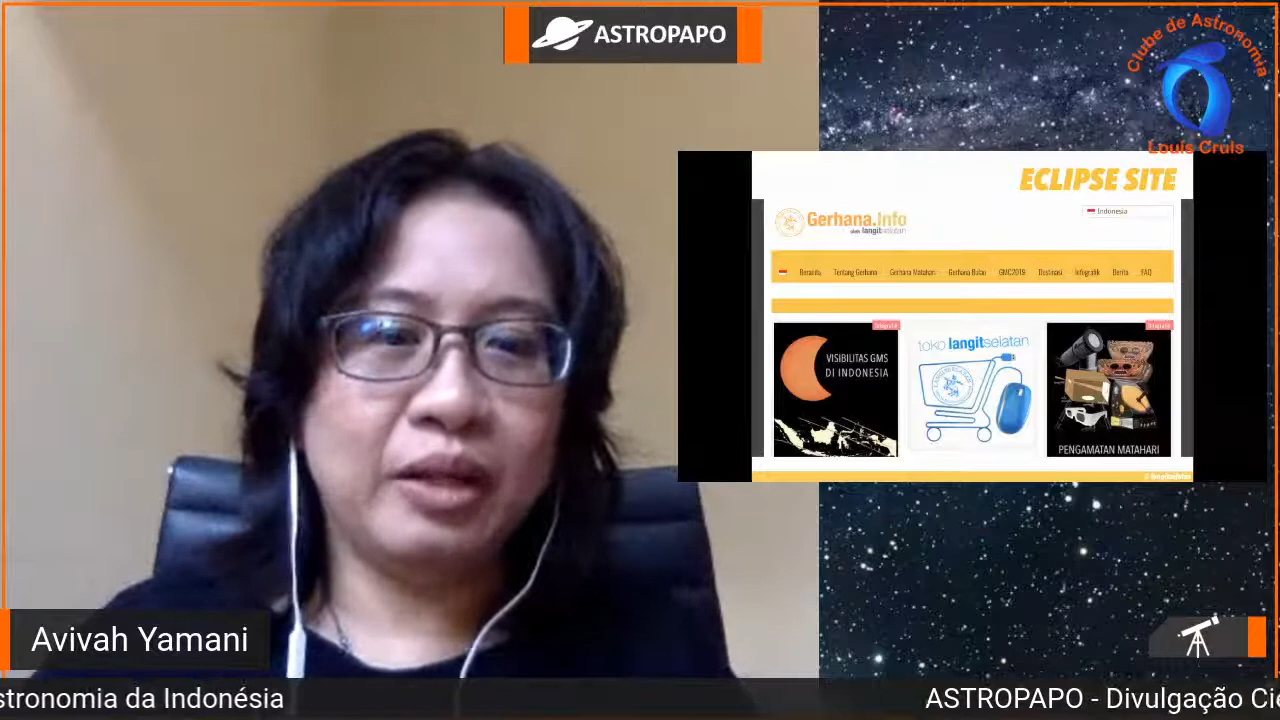 ASTROPAPO
Clube de Astronomia
Louis Cruls
ECLIPSE SITE
Gerhana.Info
oleh langitselatan
Indonesia
Beranda Tentang Gerhana Gerhana Matahari Gerhana Bulan GMC2019 Destinasi Infografik Berita FAQ
Infografik
Infografik
VISIBILITAS GMS
DI INDONESIA
toko langitselatan
PENGAMATAN MATAHARI
Avivah Yamani
stronomia da Indonésia
ASTROPAPO - Divulgação Cie